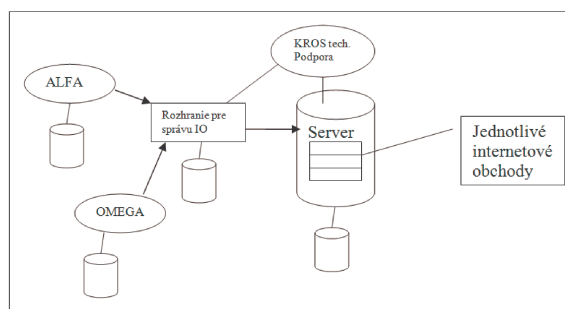 KROS tech.
Podpora
ALFA
Rozhranie pre
správu IO
Server
Jednotlivé
internetové
obchody
OMEGA